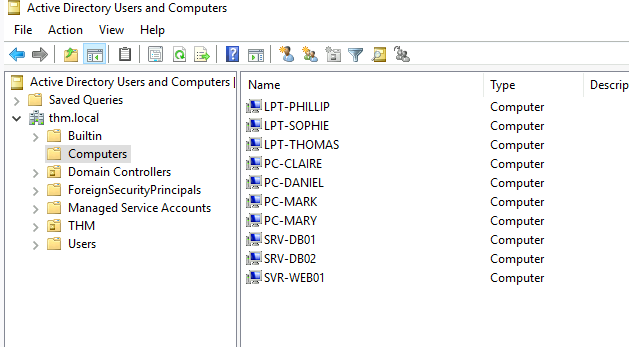 Active Directory Users and Computers
File Action View Help
Active Directory Users and Computers
Saved Queries
thm.local
Builtin
Computers
Domain Controllers
ForeignSecurityPrincipals
Managed Service Accounts
THM
Users
Name Type Descrip
LPT-PHILLIP Computer
LPT-SOPHIE Computer
LPT-THOMAS Computer
PC-CLAIRE Computer
PC-DANIEL Computer
PC-MARK Computer
PC-MARY Computer
SRV-DB01 Computer
SRV-DB02 Computer
SVR-WEB01 Computer